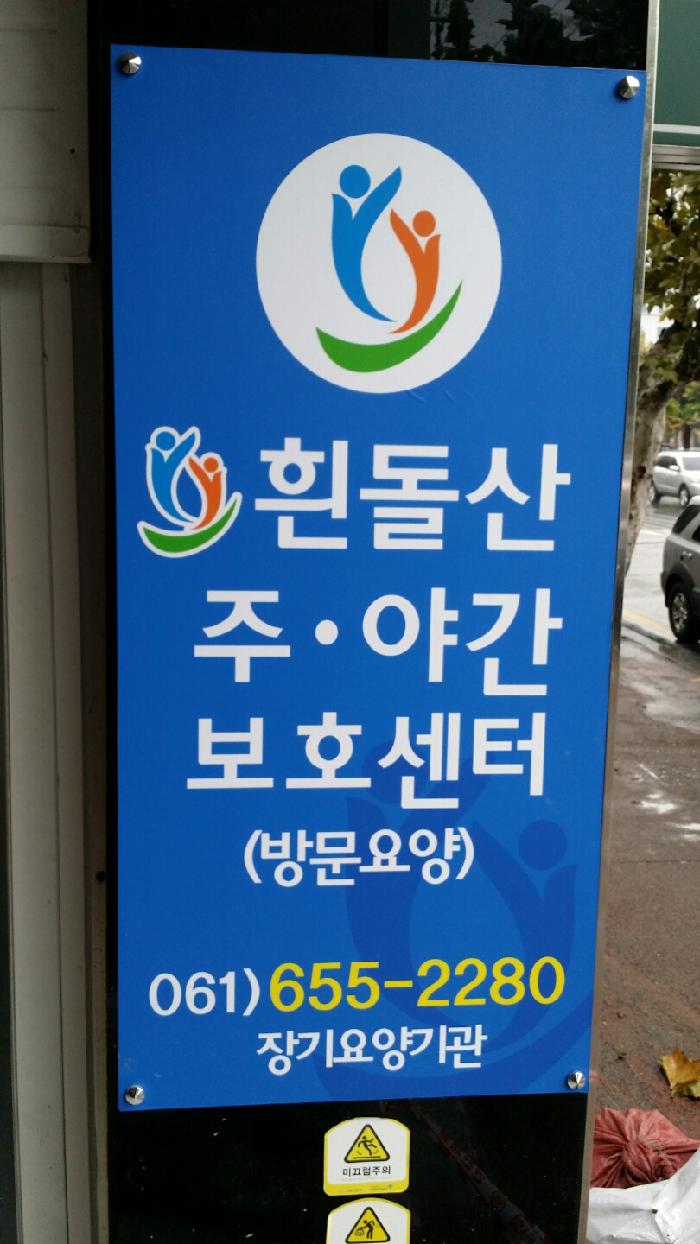 흰돌산
주·야간
보호센터
(방문요양)
061)655-2280
장기요양기관
미끄럼주의